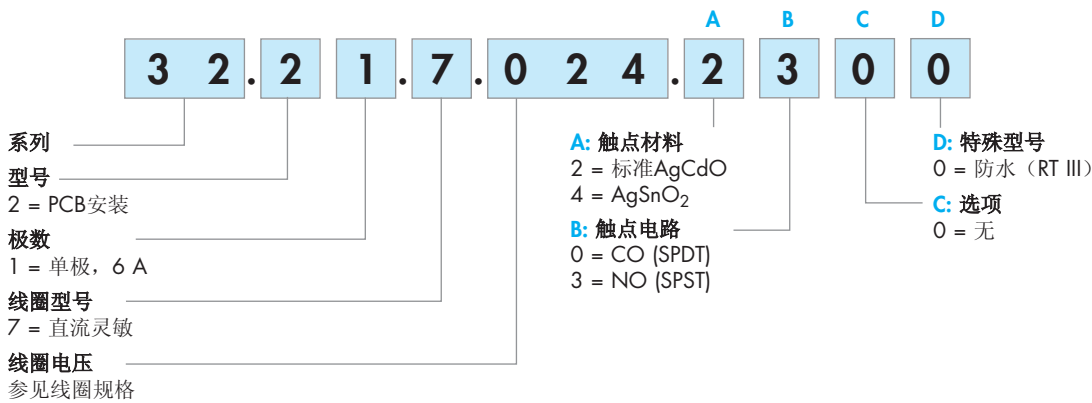 A B C D
3 2 . 2 1 . 7 . 0 2 4 . 2 3 0 0
系列
型号
2 = PCB安装
极数
1 = 单极，6 A
线圈型号
7 = 直流灵敏
线圈电压
参见线圈规格
A: 触点材料
2 = 标准AgCdO
4 = AgSnO₂
B: 触点电路
0 = CO (SPDT)
3 = NO (SPST)
D: 特殊型号
0 = 防水（RT III）
C: 选项
0 = 无